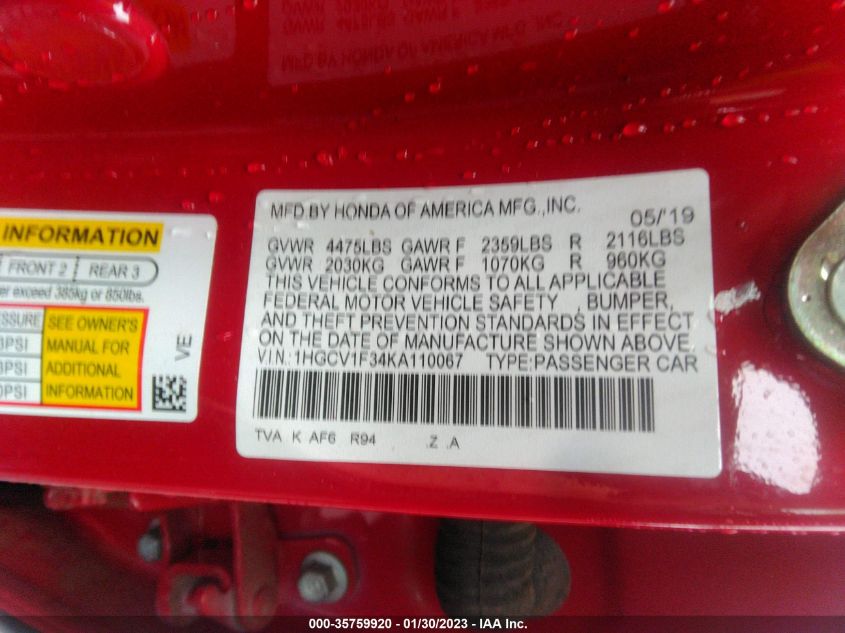 INFORMATION
FRONT 2 REAR 3
exceed 385kg or 850lbs.
SEE OWNER'S
MANUAL FOR
ADDITIONAL
INFORMATION
PSI
PSI
PSI
VE
MFD BY HONDA OF AMERICA MFG.,INC. 05/'19
GVWR 4475LBS GAWR F 2359LBS R 2116LBS
GVWR 2030KG GAWR F 1070KG R 960KG
THIS VEHICLE CONFORMS TO ALL APPLICABLE
FEDERAL MOTOR VEHICLE SAFETY , BUMPER,
AND THEFT PREVENTION STANDARDS IN EFFECT
ON THE DATE OF MANUFACTURE SHOWN ABOVE.
VIN:1HGCV1F34KA110067 TYPE:PASSENGER CAR
TVA K AF6 R94 .Z .A
000-35759920 - 01/30/2023 - IAA Inc.